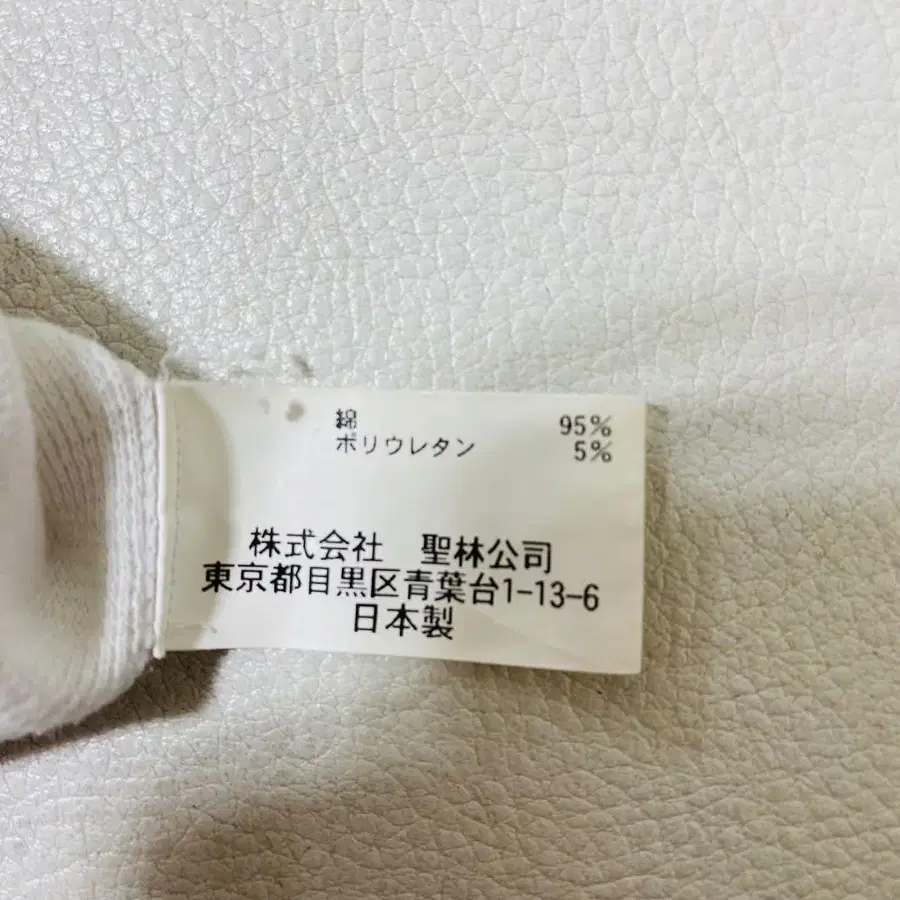 綿 95%
ポリウレタン 5%
株式会社 聖林公司
東京都目黒区青葉台1-13-6
日本製